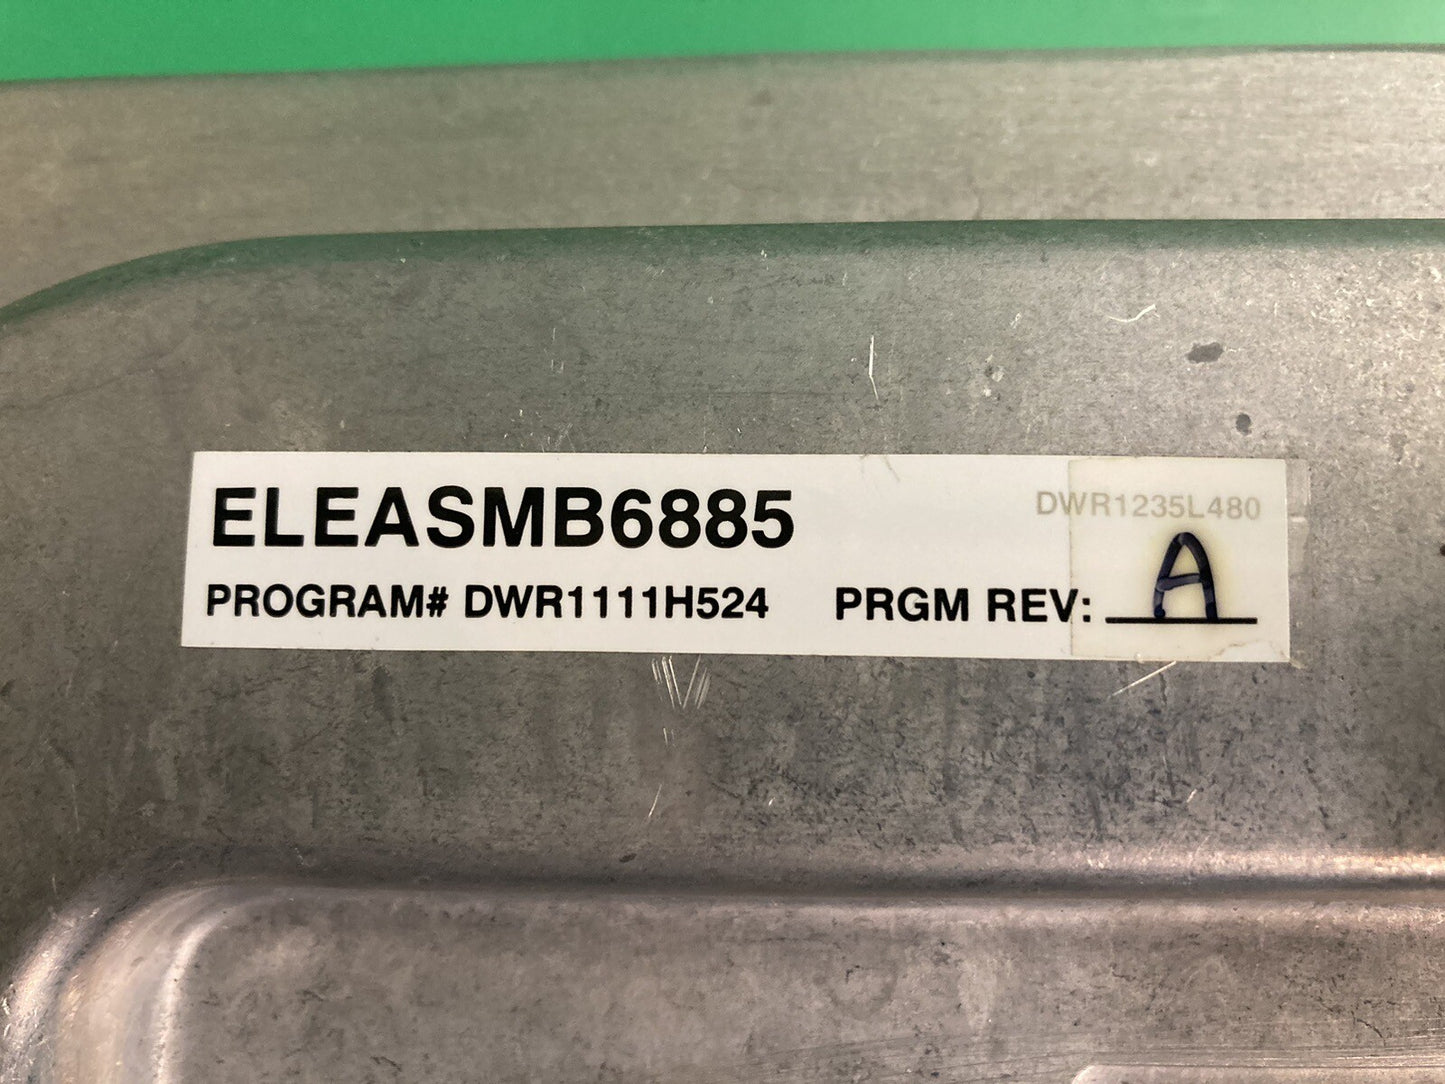 ELEASMB6885
DWR1235L480
PROGRAM# DWR1111H524 PRGM REV: A